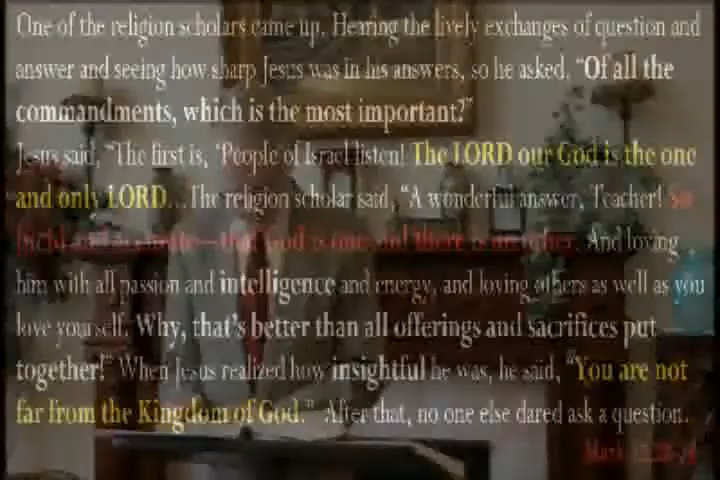 One of the religion scholars came up. Hearing the lively exchanges of question and
answer and seeing how sharp Jesus was in his answers, so he asked, “Of all the
commandments, which is the most important?”
Jesus said, “The first is, ‘People of Israel listen! The LORD our God is the one
and only LORD...The religion scholar said, “A wonderful answer, Teacher! So
God is one and there is no other. And loving
him with all passion and intelligence and energy, and loving others as well as you
love yourself. Why, that’s better than all offerings and sacrifices put
together!” When Jesus realized how insightful he was, he said, “You are not
far from the Kingdom of God.” After that, no one else dared ask a question.
Mark